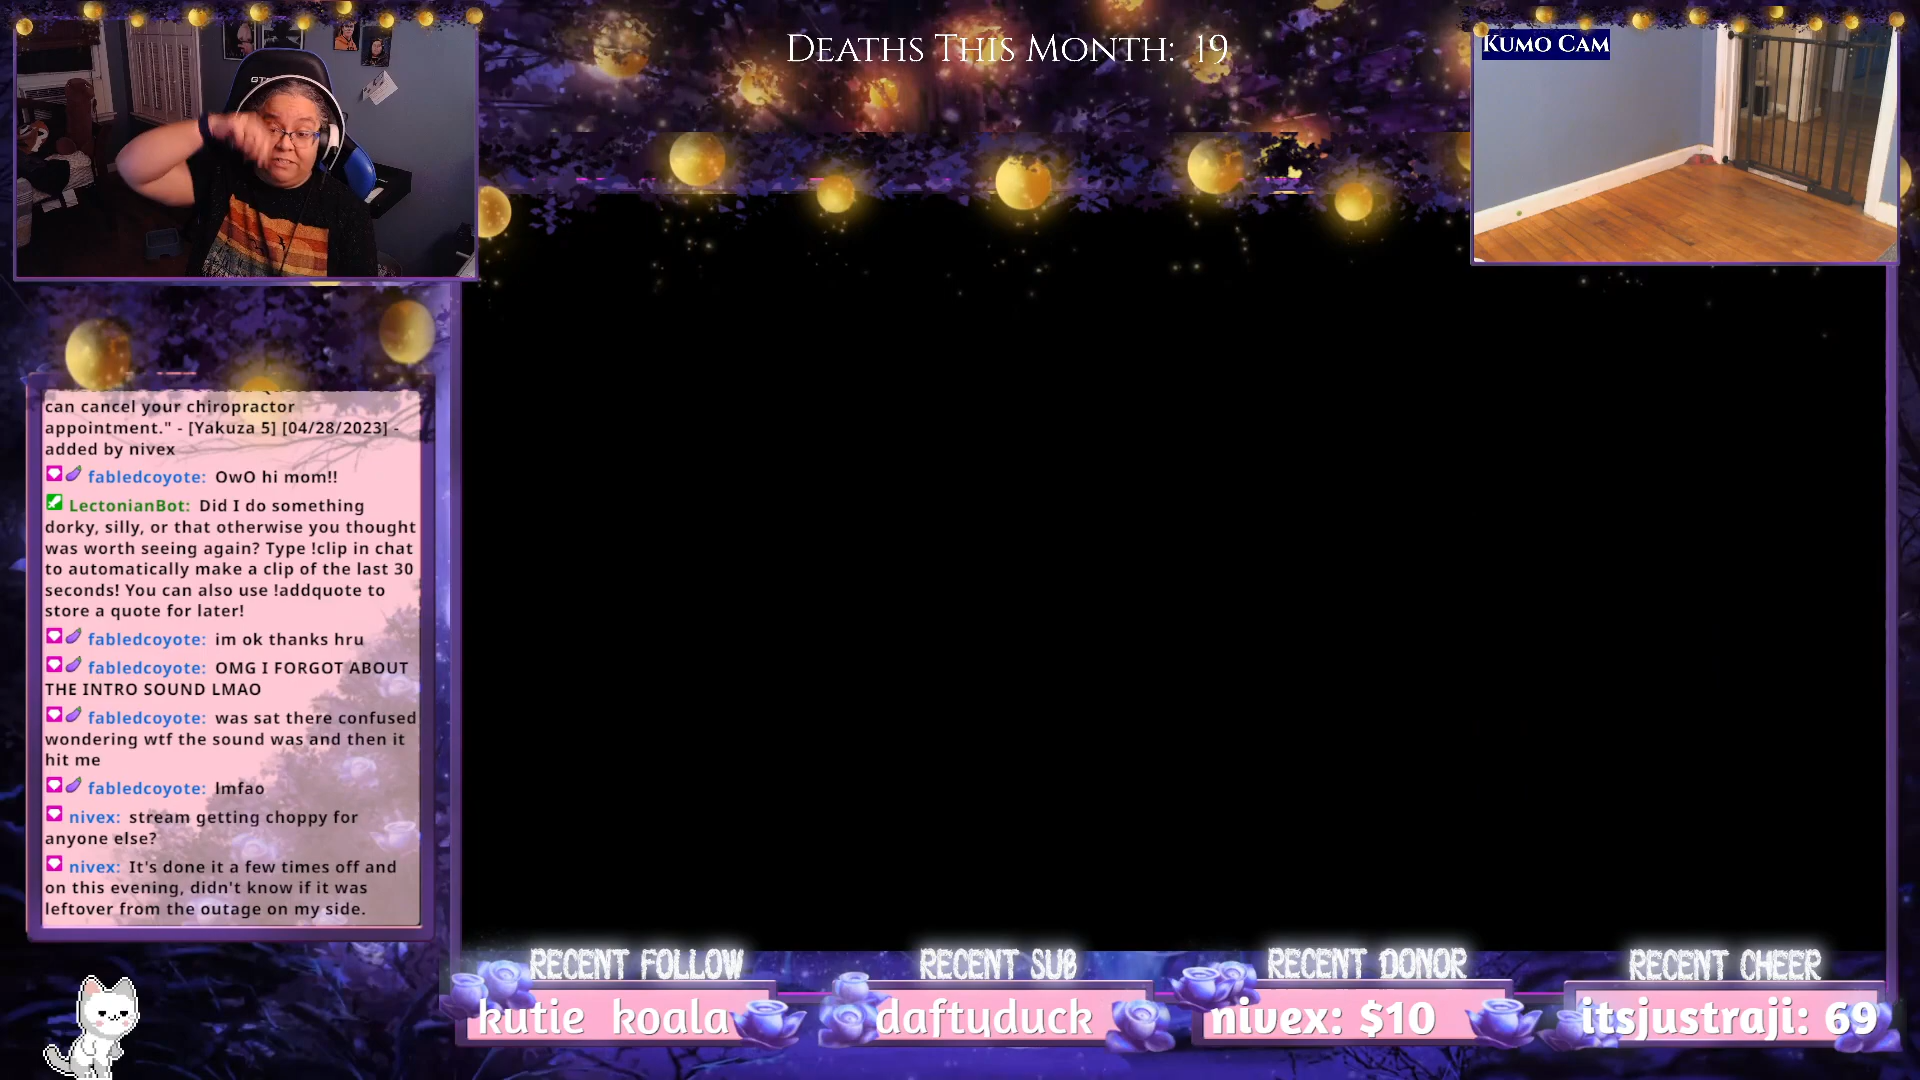 DEATHS THIS MONTH: 19
KUMO CAM
can cancel your chiropractor
appointment." - [Yakuza 5] [04/28/2023] -
added by nivex
fabledcoyote: OwO hi mom!!
LectonianBot: Did I do something
dorky, silly, or that otherwise you thought
was worth seeing again? Type !clip in chat
to automatically make a clip of the last 30
seconds! You can also use !addquote to
store a quote for later!
fabledcoyote: im ok thanks hru
fabledcoyote: OMG I FORGOT ABOUT
THE INTRO SOUND LMAO
fabledcoyote: was sat there confused
wondering wtf the sound was and then it
hit me
fabledcoyote: lmfao
nivex: stream getting choppy for
anyone else?
nivex: It's done it a few times off and
on this evening, didn't know if it was
leftover from the outage on my side.
RECENT FOLLOW
kutie koala
RECENT SUB
daftyduck
RECENT DONOR
nivex: $10
RECENT CHEER
itsjustraji: 69